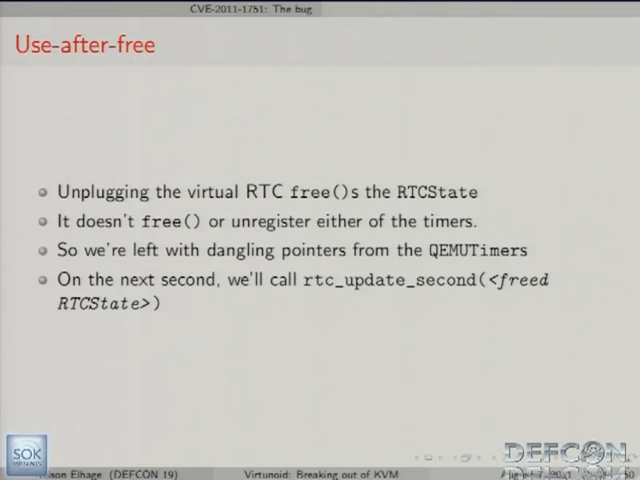 CVE-2011-1751: The bug
Use-after-free
Unplugging the virtual RTC free()s the RTCState
It doesn't free() or unregister either of the timers.
So we're left with dangling pointers from the QEMUTimers
On the next second, we'll call rtc_update_second(<freed
RTCState>)
SOK
DEFCON
Elhage (DEFCON 19) Virtunoid: Breaking out of KVM